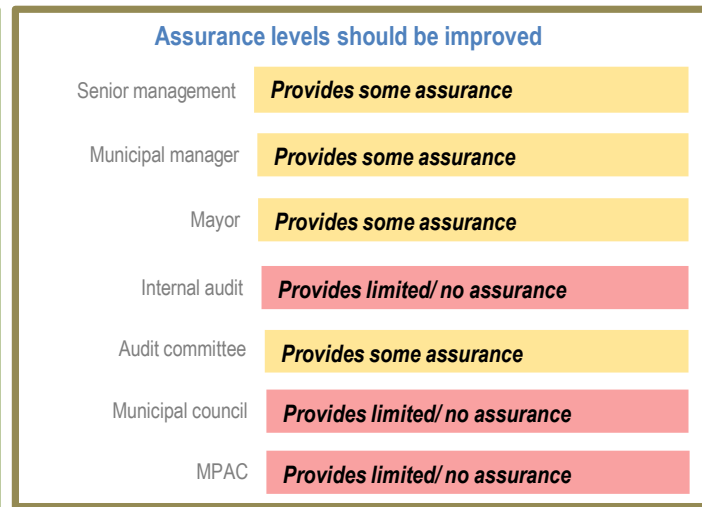 Assurance levels should be improved
Senior management Provides some assurance
Municipal manager Provides some assurance
Mayor Provides some assurance
Internal audit Provides limited/ no assurance
Audit committee Provides some assurance
Municipal council Provides limited/ no assurance
MPAC Provides limited/ no assurance